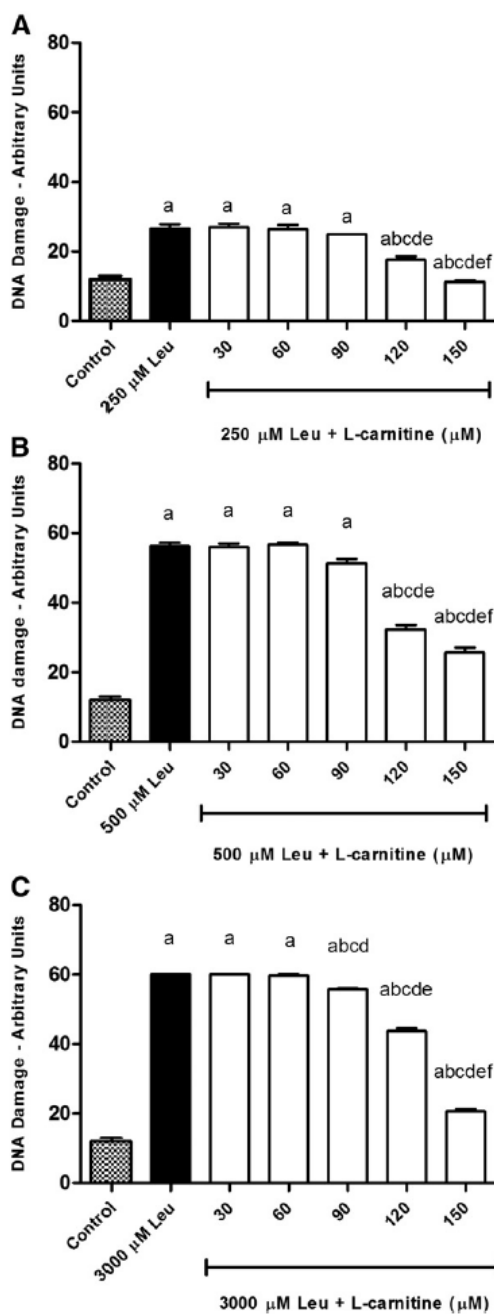 A
DNA Damage - Arbitrary Units
80
60
40
20
0
a
a
a
a
abcde
abcdef
Control
250 μM Leu
30
60
90
120
150
250 μM Leu + L-carnitine (μM)
B
DNA damage - Arbitrary Units
80
60
40
20
0
a
a
a
a
abcde
abcdef
Control
500 μM Leu
30
60
90
120
150
500 μM Leu + L-carnitine (μM)
C
DNA Damage - Arbitrary Units
80
60
40
20
0
a
a
a
abcd
abcde
abcdef
Control
3000 μM Leu
30
60
90
120
150
3000 μM Leu + L-carnitine (μM)